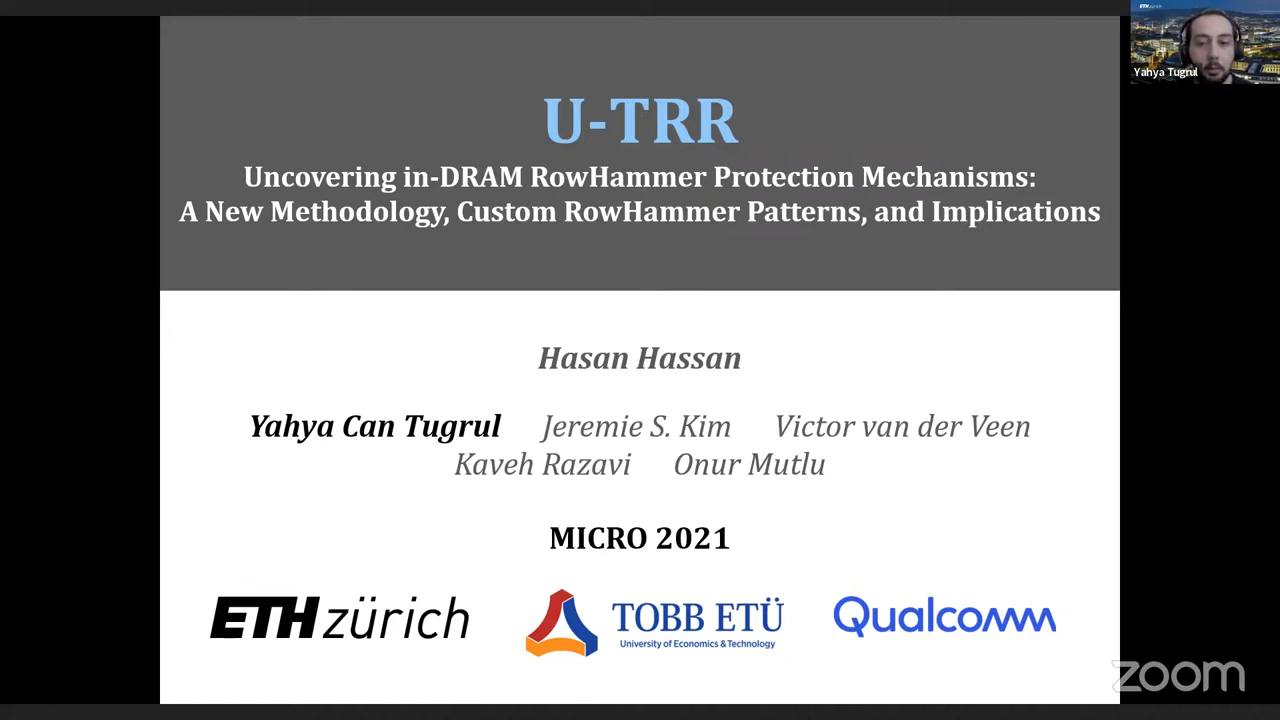 ETHzürich
Yahya Tugrul
U-TRR
Uncovering in-DRAM RowHammer Protection Mechanisms:
A New Methodology, Custom RowHammer Patterns, and Implications
Hasan Hassan
Yahya Can Tugrul Jeremie S. Kim Victor van der Veen
Kaveh Razavi Onur Mutlu
MICRO 2021
ETH zürich
TOBB ETÜ
University of Economics & Technology
Qualcomm
zoom